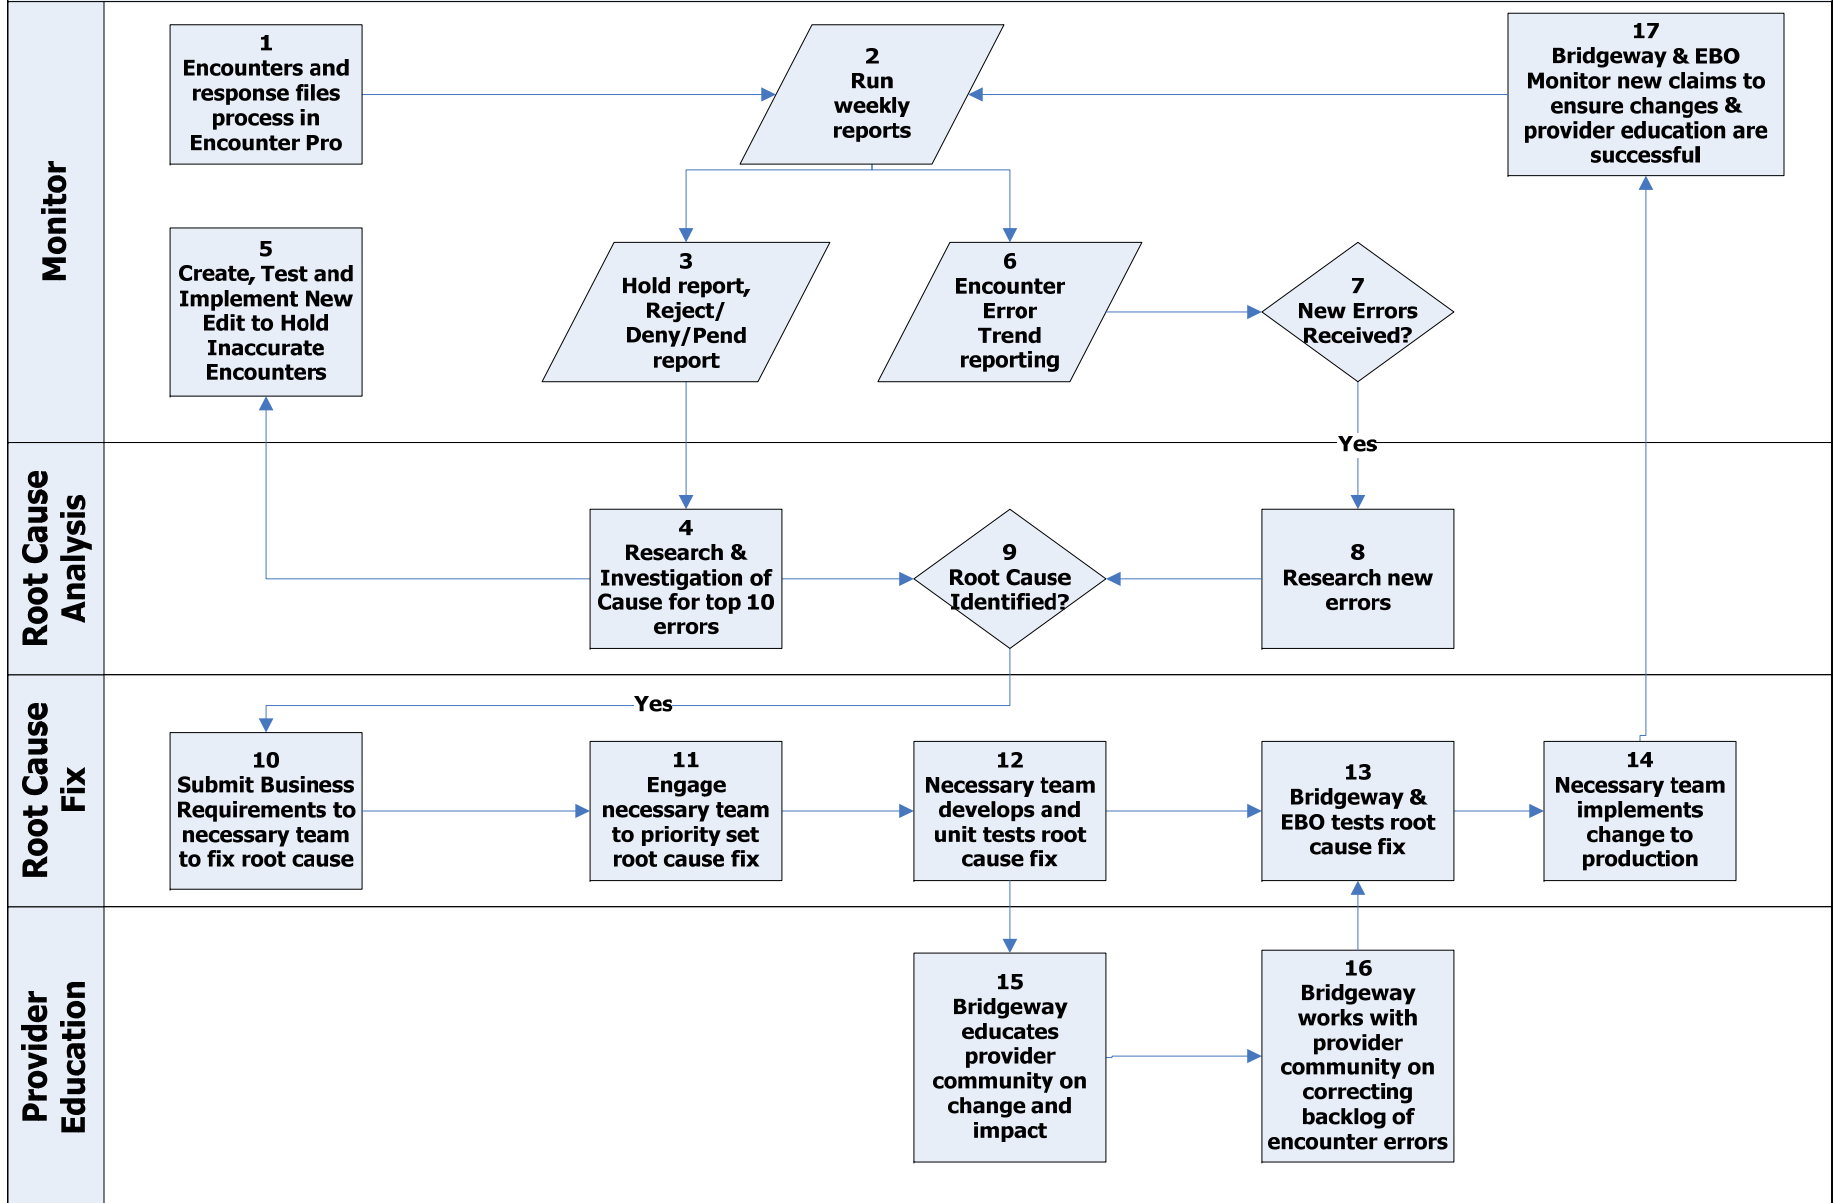 Monitor
1
Encounters and
response files
process in
Encounter Pro
2
Run
weekly
reports
17
Bridgeway & EBO
Monitor new claims to
ensure changes &
provider education are
successful
5
Create, Test and
Implement New
Edit to Hold
Inaccurate
Encounters
3
Hold report,
Reject/
Deny/Pend
report
6
Encounter
Error
Trend
reporting
7
New Errors
Received?
Yes
Root Cause
Analysis
4
Research &
Investigation of
Cause for top 10
errors
9
Root Cause
Identified?
8
Research new
errors
Root Cause
Fix
Yes
10
Submit Business
Requirements to
necessary team
to fix root cause
11
Engage
necessary team
to priority set
root cause fix
12
Necessary team
develops and
unit tests root
cause fix
13
Bridgeway &
EBO tests root
cause fix
14
Necessary team
implements
change to
production
Provider
Education
15
Bridgeway
educates
provider
community on
change and
impact
16
Bridgeway
works with
provider
community on
correcting
backlog of
encounter errors